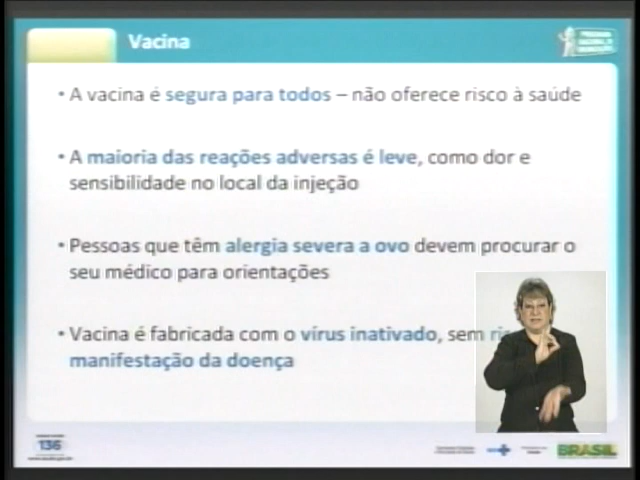 Vacina
• A vacina é segura para todos – não oferece risco à saúde
• A maioria das reações adversas é leve, como dor e
sensibilidade no local da injeção
• Pessoas que têm alergia severa a ovo devem procurar o
seu médico para orientações
• Vacina é fabricada com o vírus inativado, sem
manifestação da doença
136
BRASIL